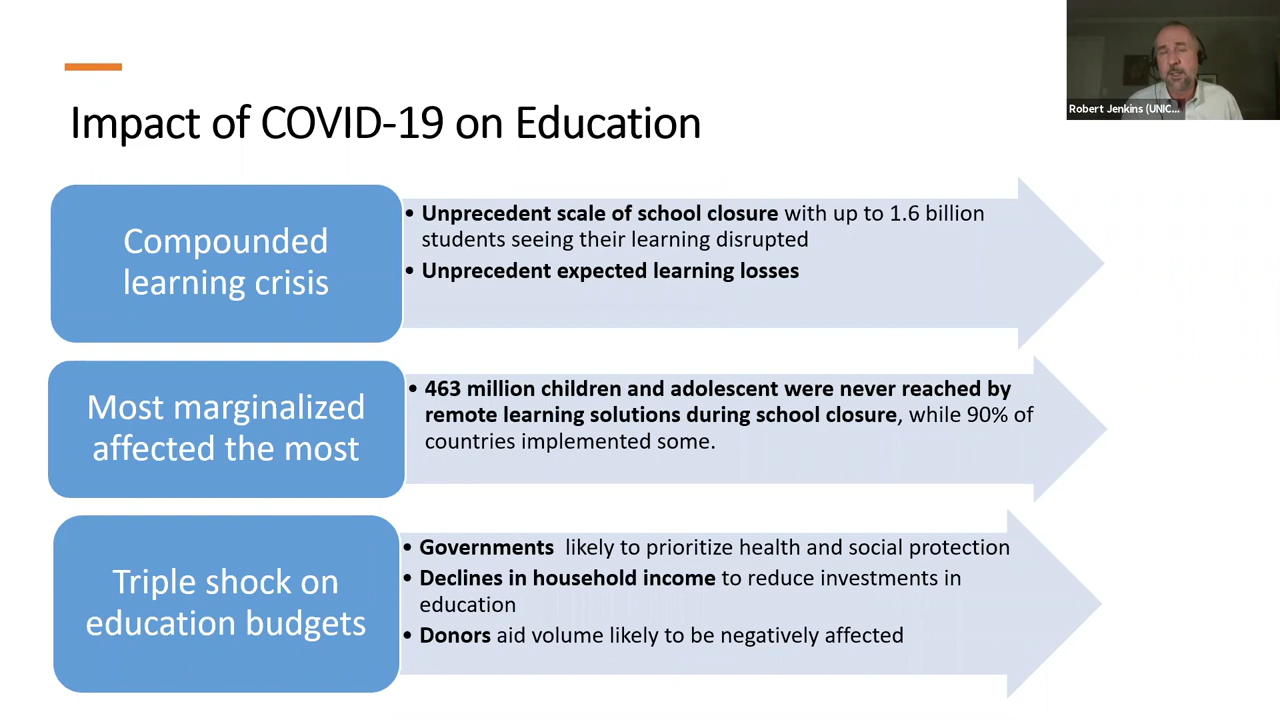 Robert Jenkins (UNIC...
Impact of COVID-19 on Education
Compounded
learning crisis
• Unprecedent scale of school closure with up to 1.6 billion
students seeing their learning disrupted
• Unprecedent expected learning losses
Most marginalized
affected the most
• 463 million children and adolescent were never reached by
remote learning solutions during school closure, while 90% of
countries implemented some.
Triple shock on
education budgets
• Governments likely to prioritize health and social protection
• Declines in household income to reduce investments in
education
• Donors aid volume likely to be negatively affected